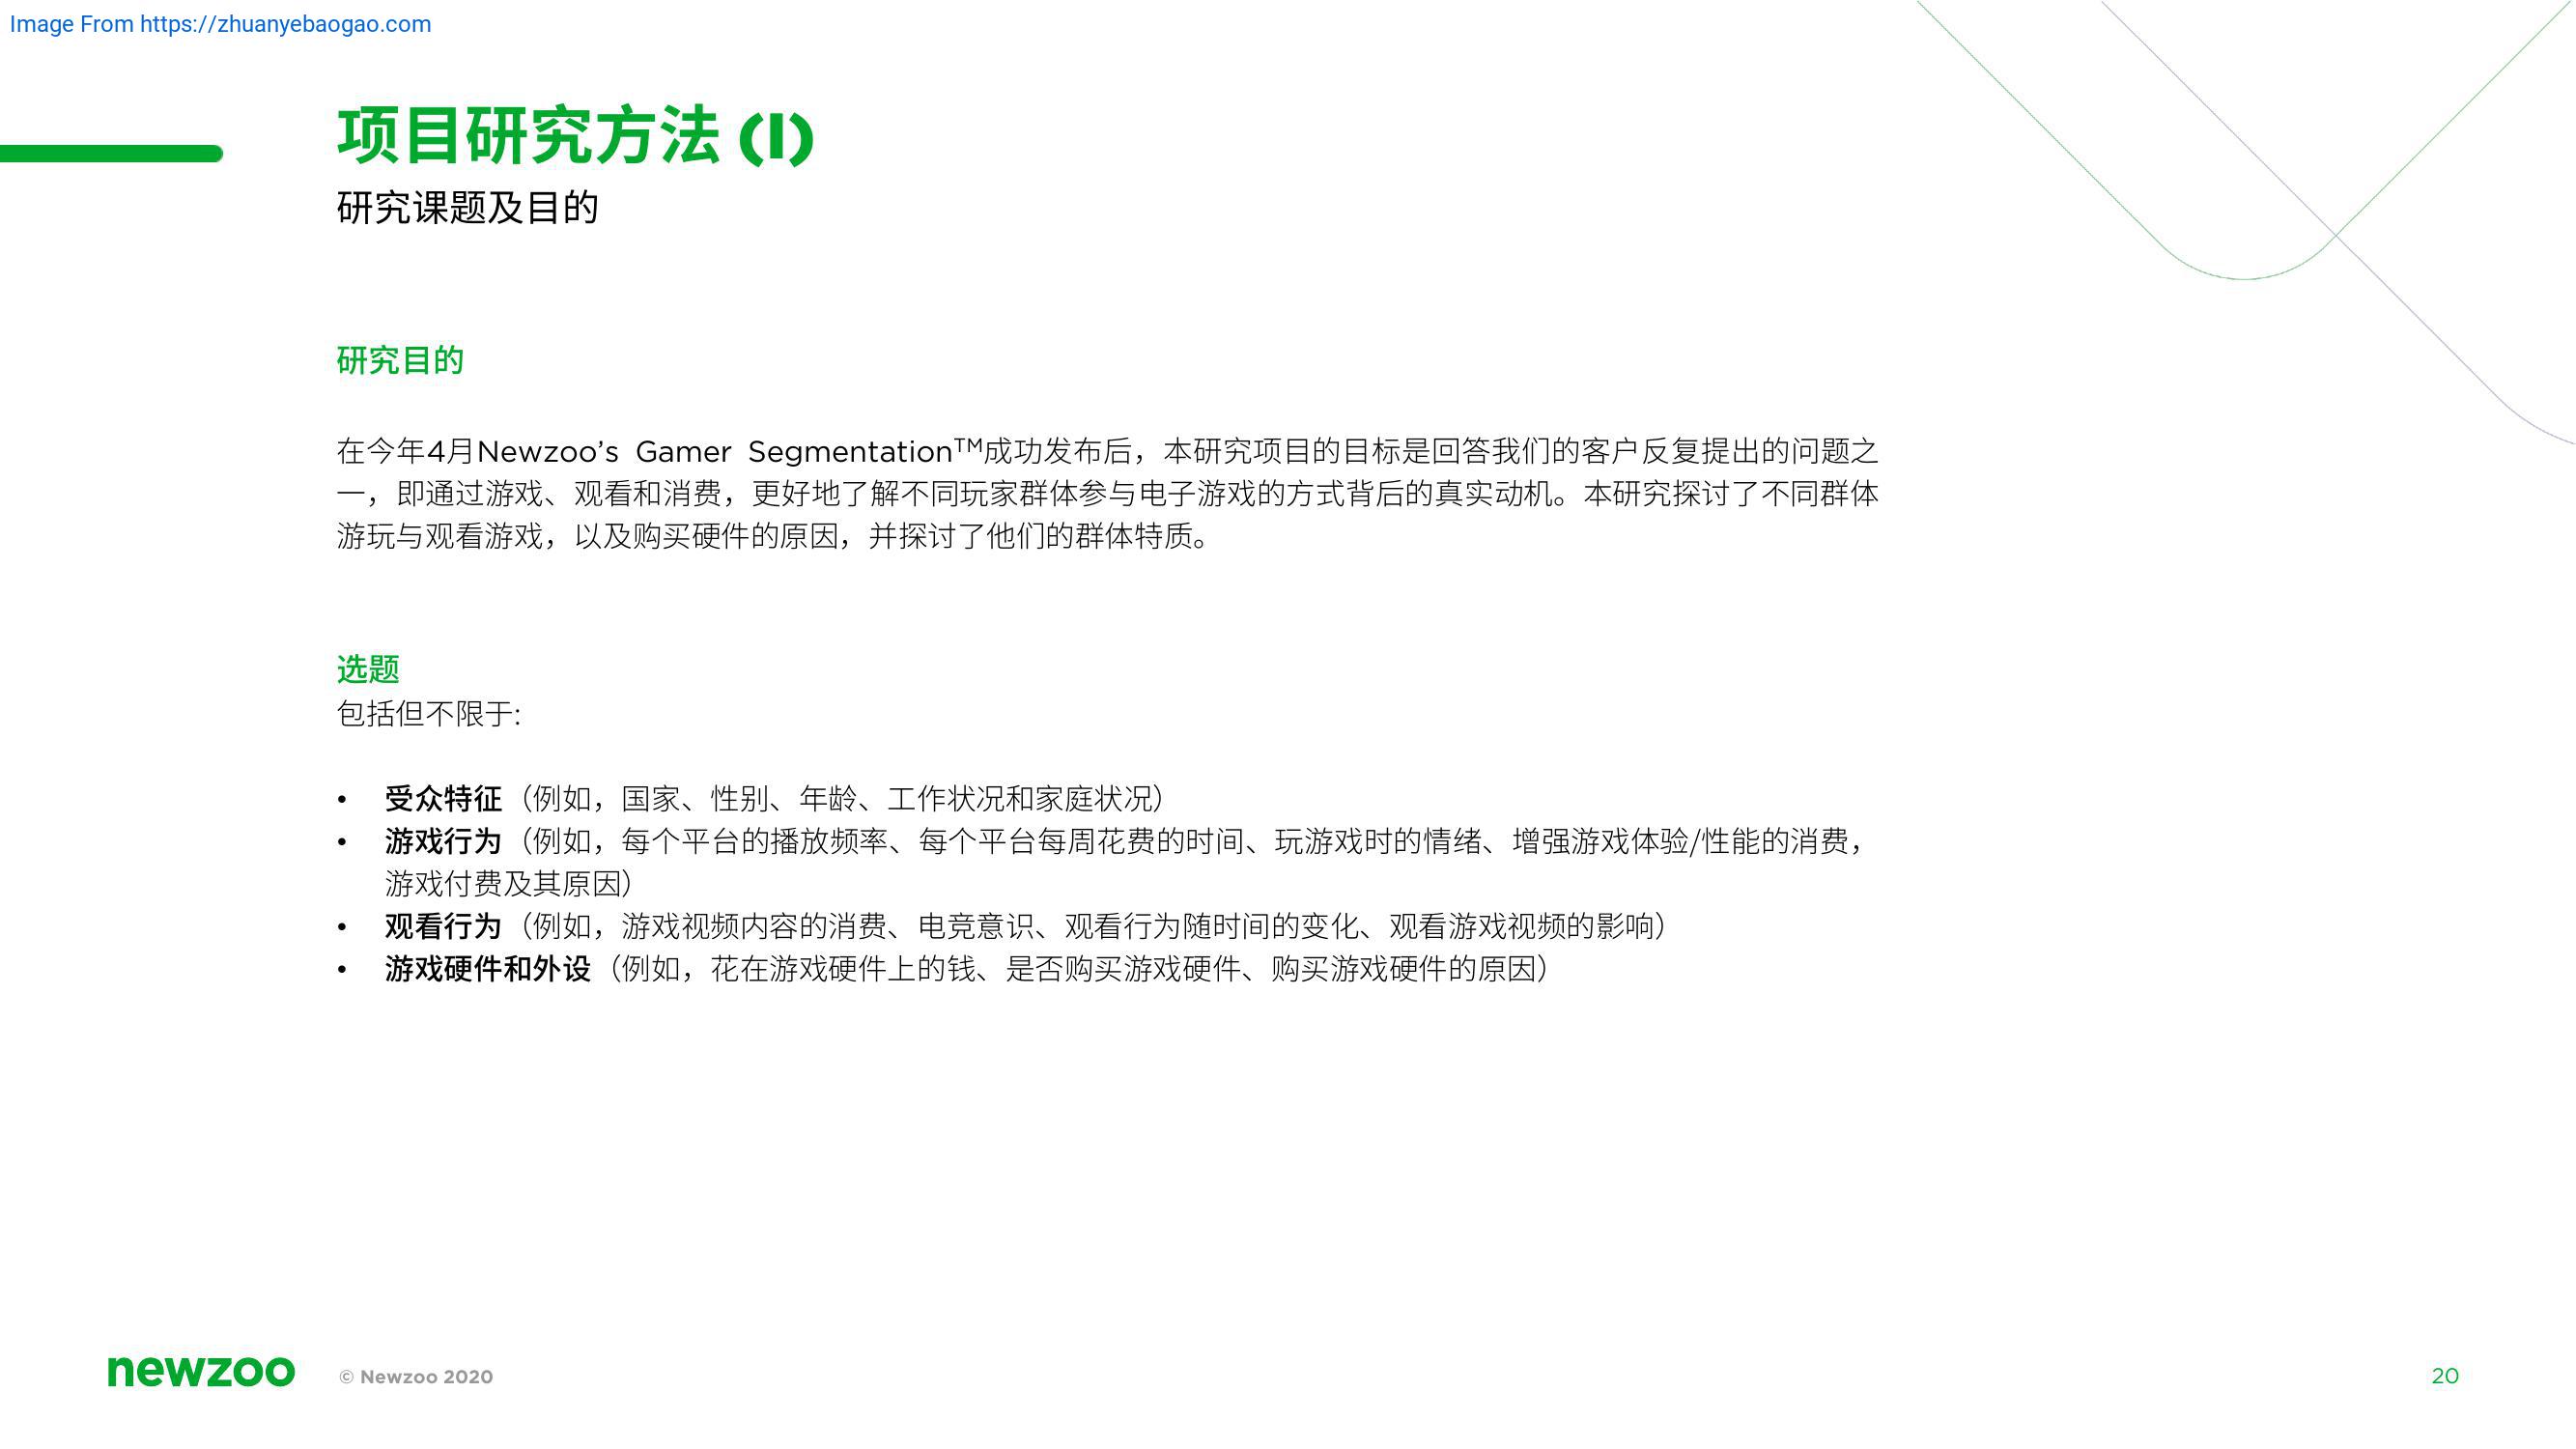 Image From https://zhuanyebaogao.com
项目研究方法 (I)
研究课题及目的
研究目的
在今年4月Newzoo’s Gamer Segmentation™成功发布后，本研究项目的目标是回答我们的客户反复提出的问题之
一，即通过游戏、观看和消费，更好地了解不同玩家群体参与电子游戏的方式背后的真实动机。本研究探讨了不同群体
游玩与观看游戏，以及购买硬件的原因，并探讨了他们的群体特质。
选题
包括但不限于:
• 受众特征（例如，国家、性别、年龄、工作状况和家庭状况）
• 游戏行为（例如，每个平台的播放频率、每个平台每周花费的时间、玩游戏时的情绪、增强游戏体验/性能的消费，
游戏付费及其原因）
• 观看行为（例如，游戏视频内容的消费、电竞意识、观看行为随时间的变化、观看游戏视频的影响）
• 游戏硬件和外设（例如，花在游戏硬件上的钱、是否购买游戏硬件、购买游戏硬件的原因）
newzoo
© Newzoo 2020
20